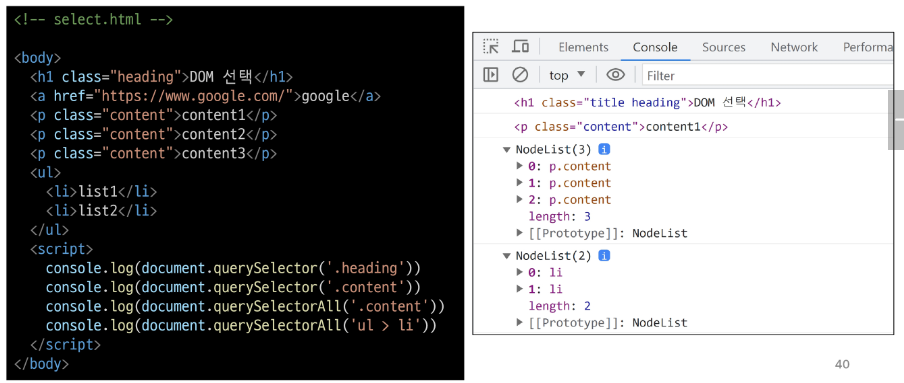 <!-- select.html -->
<body>
<h1 class="heading">DOM 선택</h1>
<a href="https://www.google.com/">google</a>
<p class="content">content1</p>
<p class="content">content2</p>
<p class="content">content3</p>
<ul>
<li>list1</li>
<li>list2</li>
</ul>
<script>
console.log(document.querySelector('.heading'))
console.log(document.querySelector('.content'))
console.log(document.querySelectorAll('.content'))
console.log(document.querySelectorAll('ul > li'))
</script>
</body>
Elements Console Sources Network Performa
top Filter
<h1 class="title heading">DOM 선택</h1>
<p class="content">content1</p>
NodeList(3) i
0: p.content
1: p.content
2: p.content
length: 3
[[Prototype]]: NodeList
NodeList(2) i
0: li
1: li
length: 2
[[Prototype]]: NodeList
40